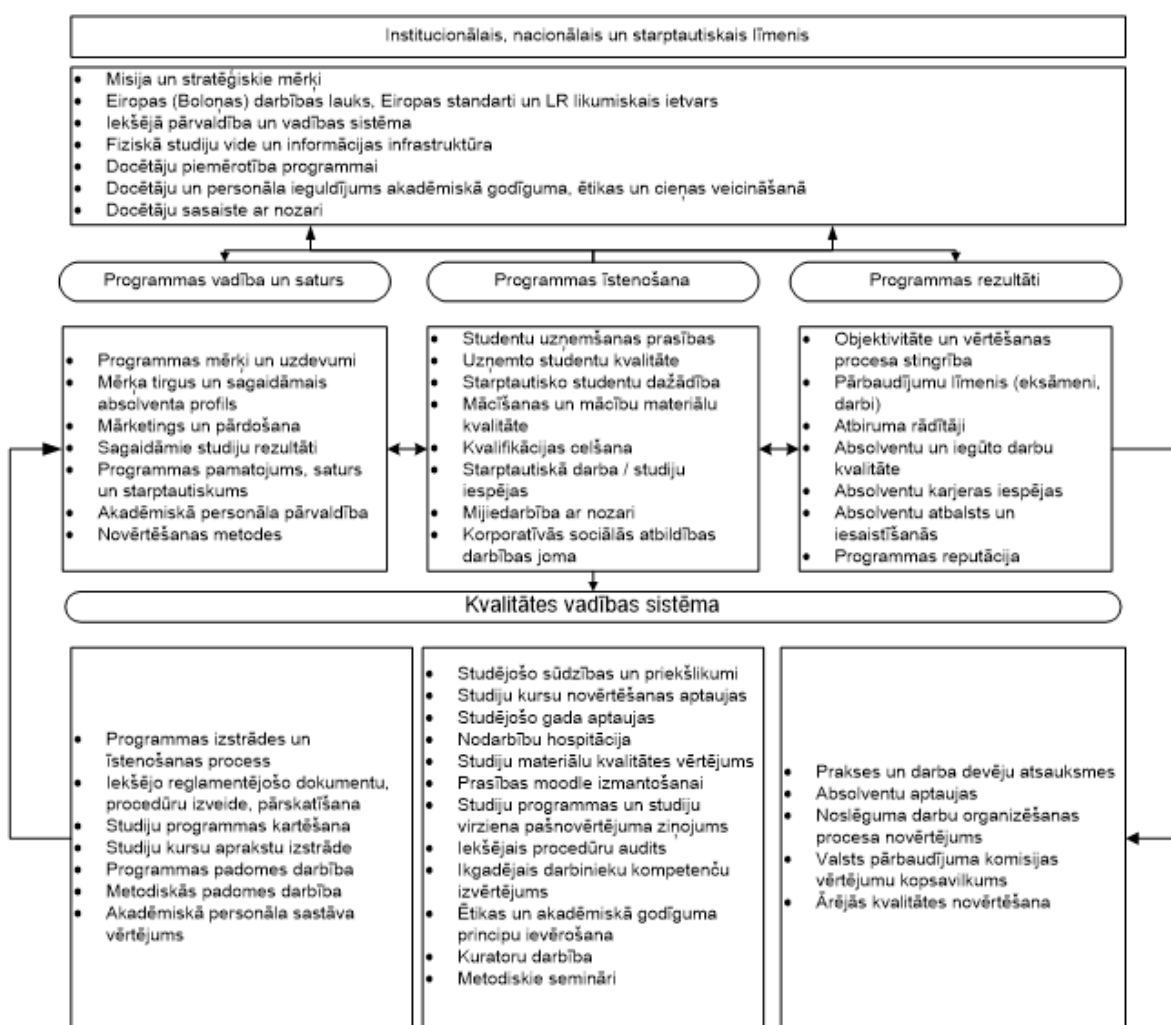 Institucionālais, nacionālais un starptautiskais līmenis
• Misija un stratēģiskie mērķi
• Eiropas (Boloņas) darbības lauks, Eiropas standarti un LR likumiskais ietvars
• Iekšējā pārvaldība un vadības sistēma
• Fiziskā studiju vide un informācijas infrastruktūra
• Docētāju piemērotība programmai
• Docētāju un personāla ieguldījums akadēmiskā godīguma, ētikas un cieņas veicināšanā
• Docētāju sasaiste ar nozari
Programmas vadība un saturs
Programmas īstenošana
Programmas rezultāti
• Programmas mērķi un uzdevumi
• Mērķa tirgus un sagaidāmais
absolventa profils
• Mārketings un pārdošana
• Sagaidāmie studiju rezultāti
• Programmas pamatojums, saturs
un starptautiskums
• Akadēmiskā personāla pārvaldība
• Novērtēšanas metodes
• Studentu uzņemšanas prasības
• Uzņemto studentu kvalitāte
• Starptautisko studentu dažādība
• Mācīšanas un mācību materiālu
kvalitāte
• Kvalifikācijas celšana
• Starptautiskā darba / studiju
iespējas
• Mijiedarbība ar nozari
• Korporatīvās sociālās atbildības
darbības joma
• Objektivitāte un vērtēšanas
procesa stingrība
• Pārbaudījumu līmenis (eksāmeni,
darbi)
• Atbiruma rādītāji
• Absolventu un iegūto darbu
kvalitāte
• Absolventu karjeras iespējas
• Absolventu atbalsts un
iesaistīšanās
• Programmas reputācija
Kvalitātes vadības sistēma
• Programmas izstrādes un
īstenošanas process
• Iekšējo reglamentējošo dokumentu,
procedūru izveide, pārskatīšana
• Studiju programmas kartēšana
• Studiju kursu aprakstu izstrāde
• Programmas padomes darbība
• Metodiskās padomes darbība
• Akadēmiskā personāla sastāva
vērtējums
• Studējošo sūdzības un priekšlikumi
• Studiju kursu novērtēšanas aptaujas
• Studējošo gada aptaujas
• Nodarbību hospitācija
• Studiju materiālu kvalitātes vērtējums
• Prasības moodle izmantošanai
• Studiju programmas un studiju
virziena pašnovērtējuma ziņojums
• Iekšējais procedūru audits
• Ikgadējais darbinieku kompetenču
izvērtējums
• Ētikas un akadēmiskā godīguma
principu ievērošana
• Kuratoru darbība
• Metodiskie semināri
• Prakses un darba devēju atsauksmes
• Absolventu aptaujas
• Noslēguma darbu organizēšanas
procesa novērtējums
• Valsts pārbaudījuma komisijas
vērtējumu kopsavilkums
• Ārējās kvalitātes novērtēšana